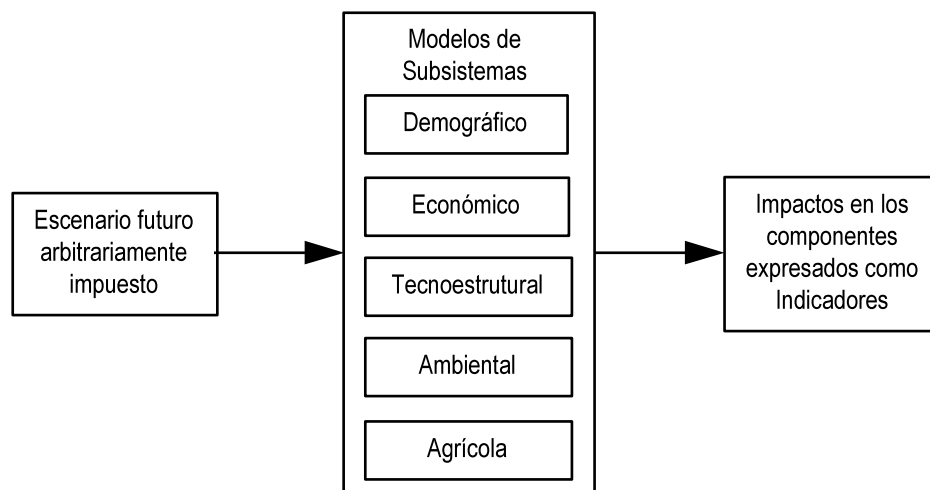 Escenario futuro
arbitrariamente
impuesto
Modelos de
Subsistemas
Demográfico
Económico
Tecnoestrutural
Ambiental
Agrícola
Impactos en los
componentes
expresados como
Indicadores